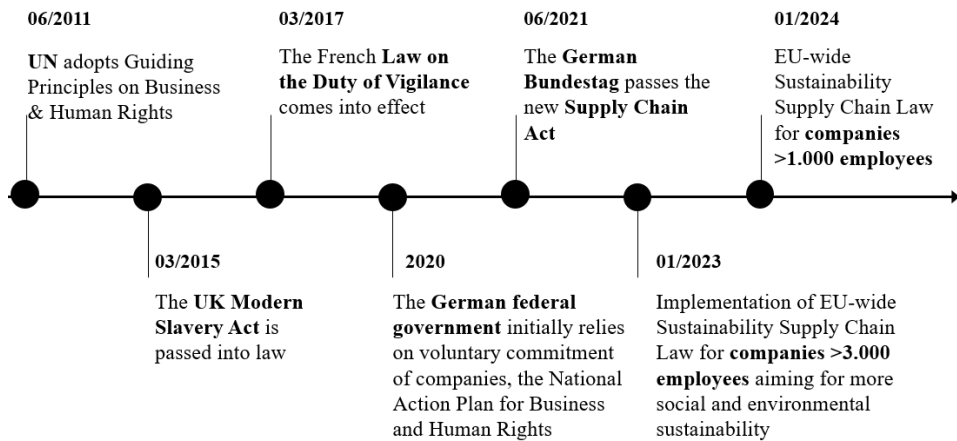 06/2011
UN adopts Guiding
Principles on Business
& Human Rights
03/2015
The UK Modern
Slavery Act is
passed into law
03/2017
The French Law on
the Duty of Vigilance
comes into effect
2020
The German federal
government initially relies
on voluntary commitment
of companies, the National
Action Plan for Business
and Human Rights
06/2021
The German
Bundestag passes the
new Supply Chain
Act
01/2023
Implementation of EU-wide
Sustainability Supply Chain
Law for companies >3.000
employees aiming for more
social and environmental
sustainability
01/2024
EU-wide
Sustainability
Supply Chain Law
for companies
>1.000 employees